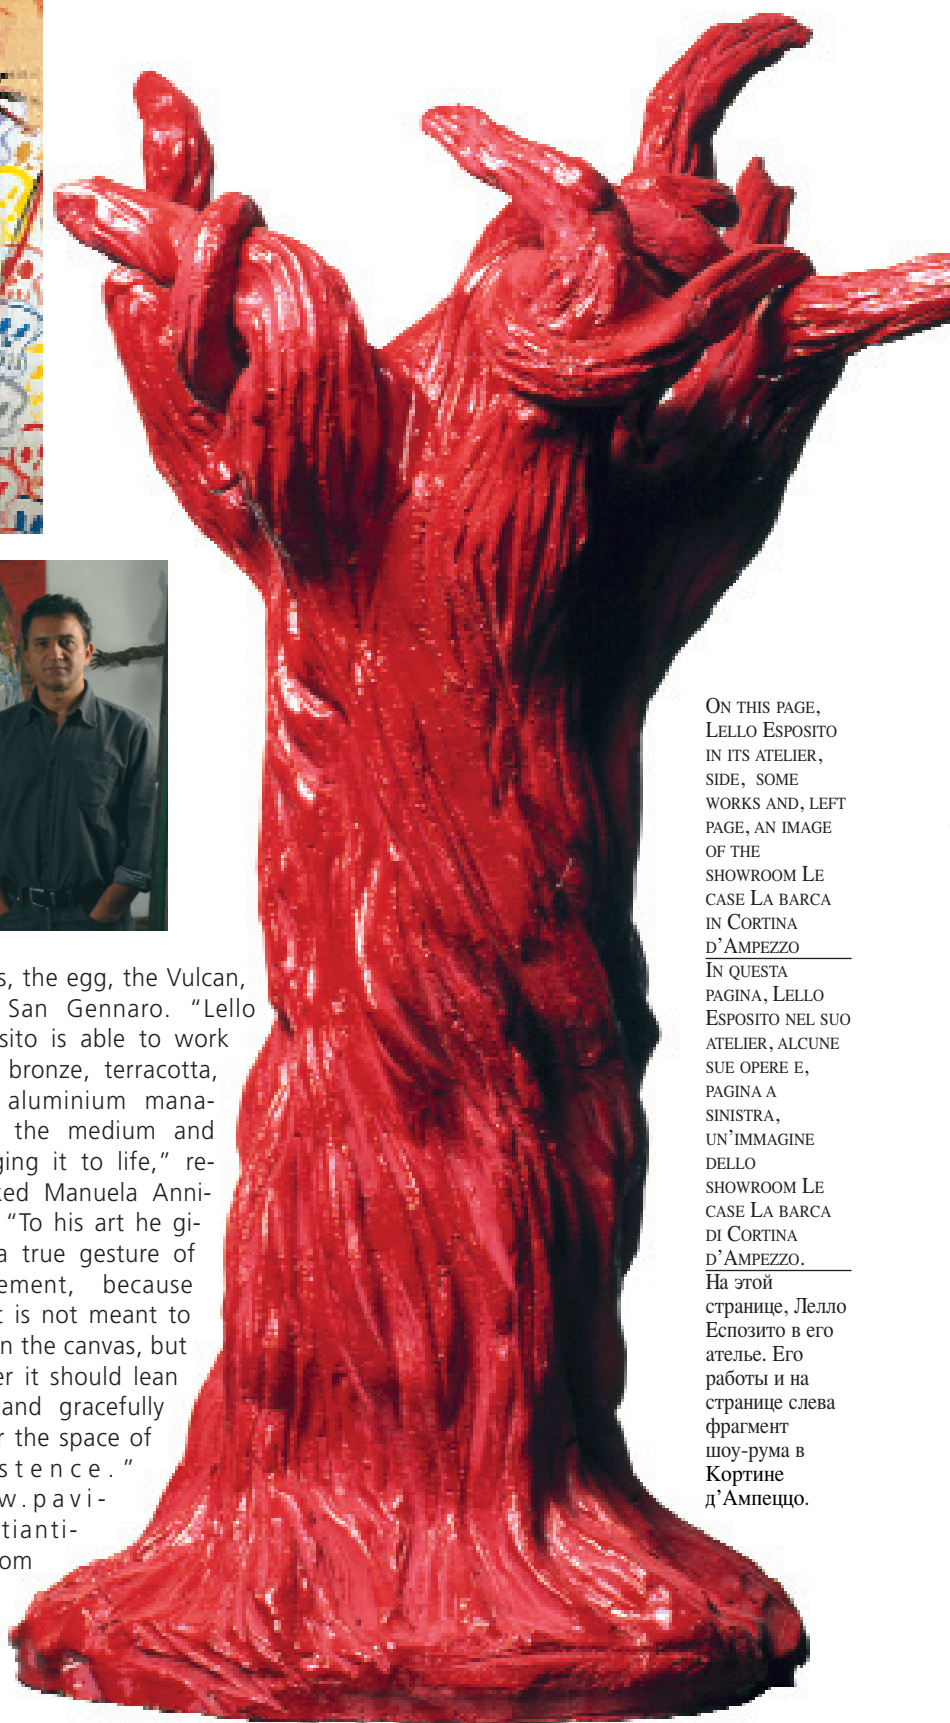 s, the egg, the Vulcan,
San Gennaro. “Lello
sito is able to work
bronze, terracotta,
aluminium mana-
the medium and
ging it to life,” re-
ked Manuela Anni-
“To his art he gi-
a true gesture of
ement, because
t is not meant to
n the canvas, but
er it should lean
and gracefully
r the space of
stence.”
w.pavi-
tianti-
om
On this page,
Lello Esposito
in its atelier,
side, some
works and, left
page, an image
of the
showroom Le
case La barca
in Cortina
d’Ampezzo
In questa
pagina, Lello
Esposito nel suo
atelier, alcune
sue opere e,
pagina a
sinistra,
un’immagine
dello
showroom Le
case La barca
di Cortina
d’Ampezzo.
На этой
странице, Лелло
Еспозито в его
ателье. Его
работы и на
странице слева
фрагмент
шоу-рума в
Кортине
д’Ампеццо.